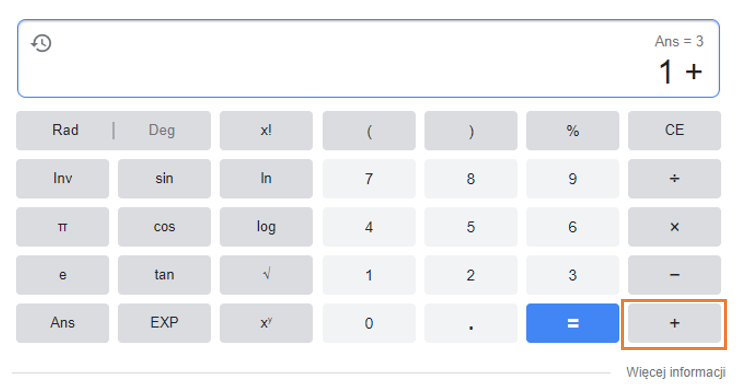 Ans = 3
1 +
Rad | Deg x! ( ) % CE
Inv sin ln 7 8 9 ÷
π cos log 4 5 6 ×
e tan √ 1 2 3 −
Ans EXP xʸ 0 . = +
Więcej informacji